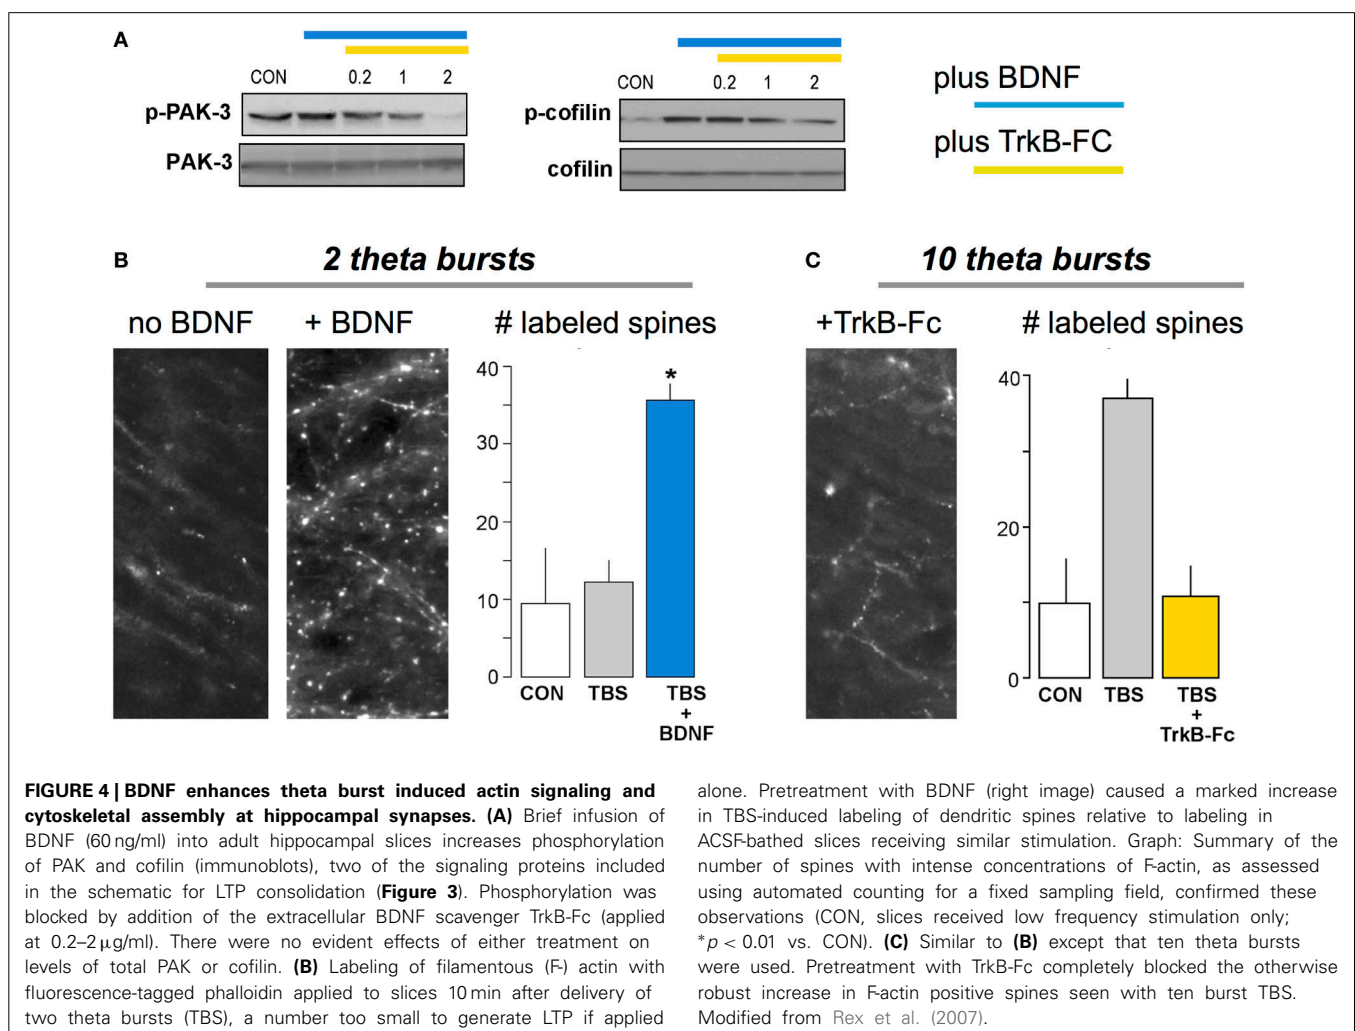 A
CON 0.2 1 2
p-PAK-3
PAK-3
CON 0.2 1 2
p-cofilin
cofilin
plus BDNF
plus TrkB-FC
B
2 theta bursts
no BDNF
+ BDNF
# labeled spines
40
30
20
10
0
*
CON
TBS
TBS
+
BDNF
C
10 theta bursts
+TrkB-Fc
# labeled spines
40
20
0
CON
TBS
TBS
+
TrkB-Fc
FIGURE 4 | BDNF enhances theta burst induced actin signaling and
cytoskeletal assembly at hippocampal synapses. (A) Brief infusion of
BDNF (60 ng/ml) into adult hippocampal slices increases phosphorylation
of PAK and cofilin (immunoblots), two of the signaling proteins included
in the schematic for LTP consolidation (Figure 3). Phosphorylation was
blocked by addition of the extracellular BDNF scavenger TrkB-Fc (applied
at 0.2–2 μg/ml). There were no evident effects of either treatment on
levels of total PAK or cofilin. (B) Labeling of filamentous (F-) actin with
fluorescence-tagged phalloidin applied to slices 10 min after delivery of
two theta bursts (TBS), a number too small to generate LTP if applied
alone. Pretreatment with BDNF (right image) caused a marked increase
in TBS-induced labeling of dendritic spines relative to labeling in
ACSF-bathed slices receiving similar stimulation. Graph: Summary of the
number of spines with intense concentrations of F-actin, as assessed
using automated counting for a fixed sampling field, confirmed these
observations (CON, slices received low frequency stimulation only;
*p < 0.01 vs. CON). (C) Similar to (B) except that ten theta bursts
were used. Pretreatment with TrkB-Fc completely blocked the otherwise
robust increase in F-actin positive spines seen with ten burst TBS.
Modified from Rex et al. (2007).